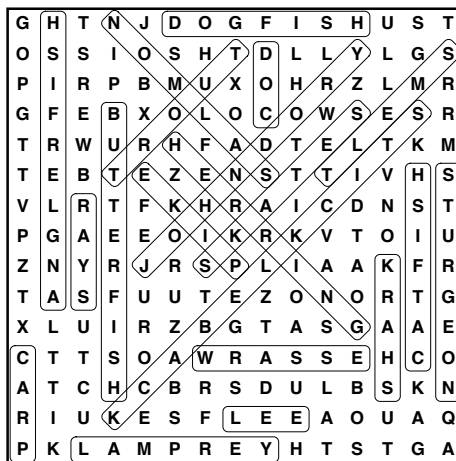 G H T N J D O G F I S H U S T
O S S I O S H T D L L Y L G S
P I R P B M U X O H R Z L M R
G F E B X O L O C O W S E S R
T R W U R H F A D T E L T K M
T E B T E Z E N S T T I V H S
V L R T F K H R A I C D N S T
P G A E E O I K R K V T O I U
Z N Y R J R S P L I A A K F R
T A S F U U T E Z O N O R T G
X L U I R Z B G T A S G A A E
C T T S O A W R A S S E H C O
A T C H C B R S D U L B S K N
R I U K E S F L E E A O U A Q
P K L A M P R E Y H T S T G A